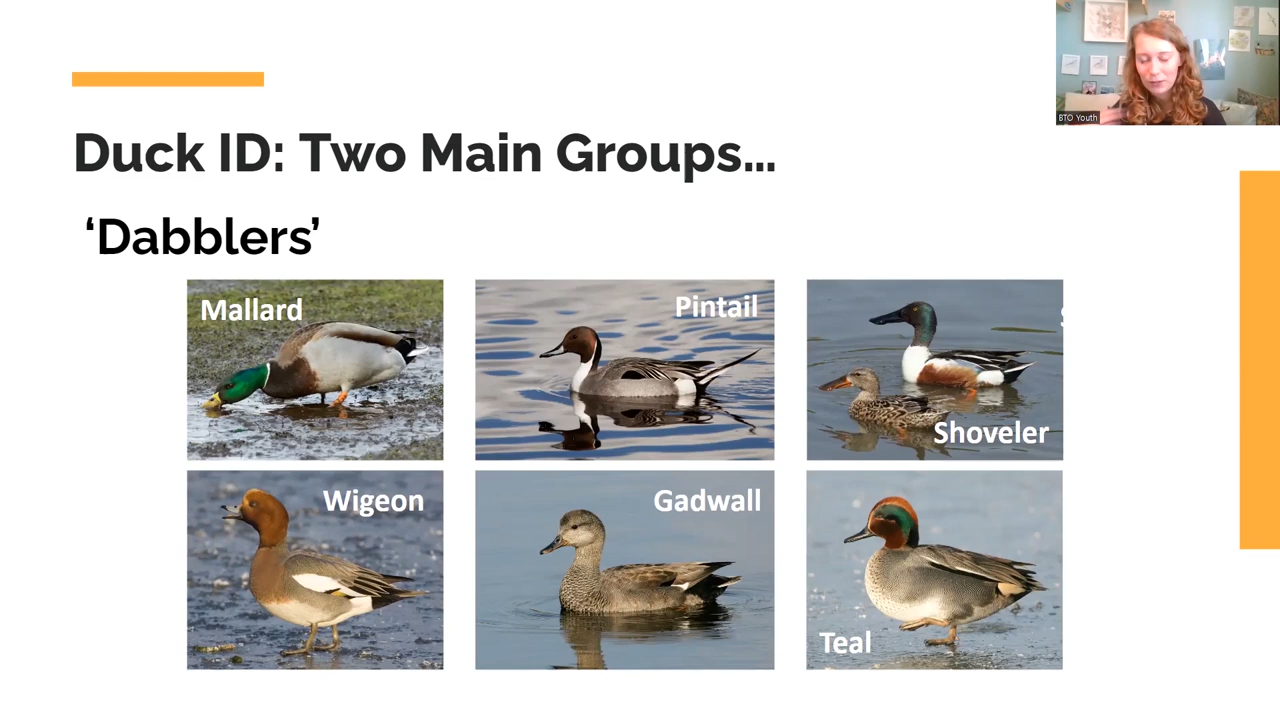 BTO Youth
Duck ID: Two Main Groups...
‘Dabblers’
Mallard
Pintail
Shoveler
Wigeon
Gadwall
Teal